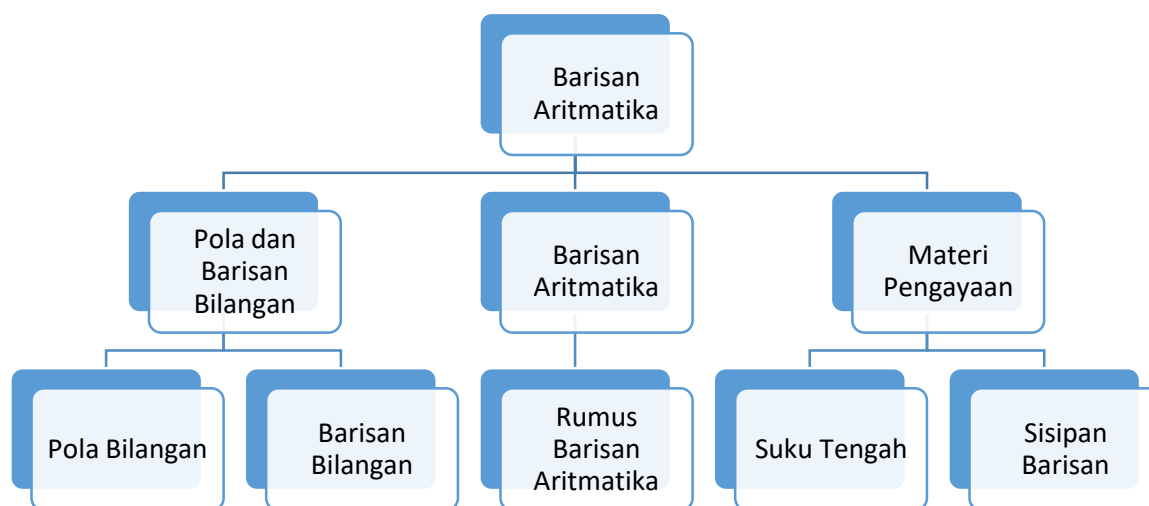 Barisan
Aritmatika
Pola dan
Barisan
Bilangan
Barisan
Aritmatika
Materi
Pengayaan
Pola Bilangan
Barisan
Bilangan
Rumus
Barisan
Aritmatika
Suku Tengah
Sisipan
Barisan